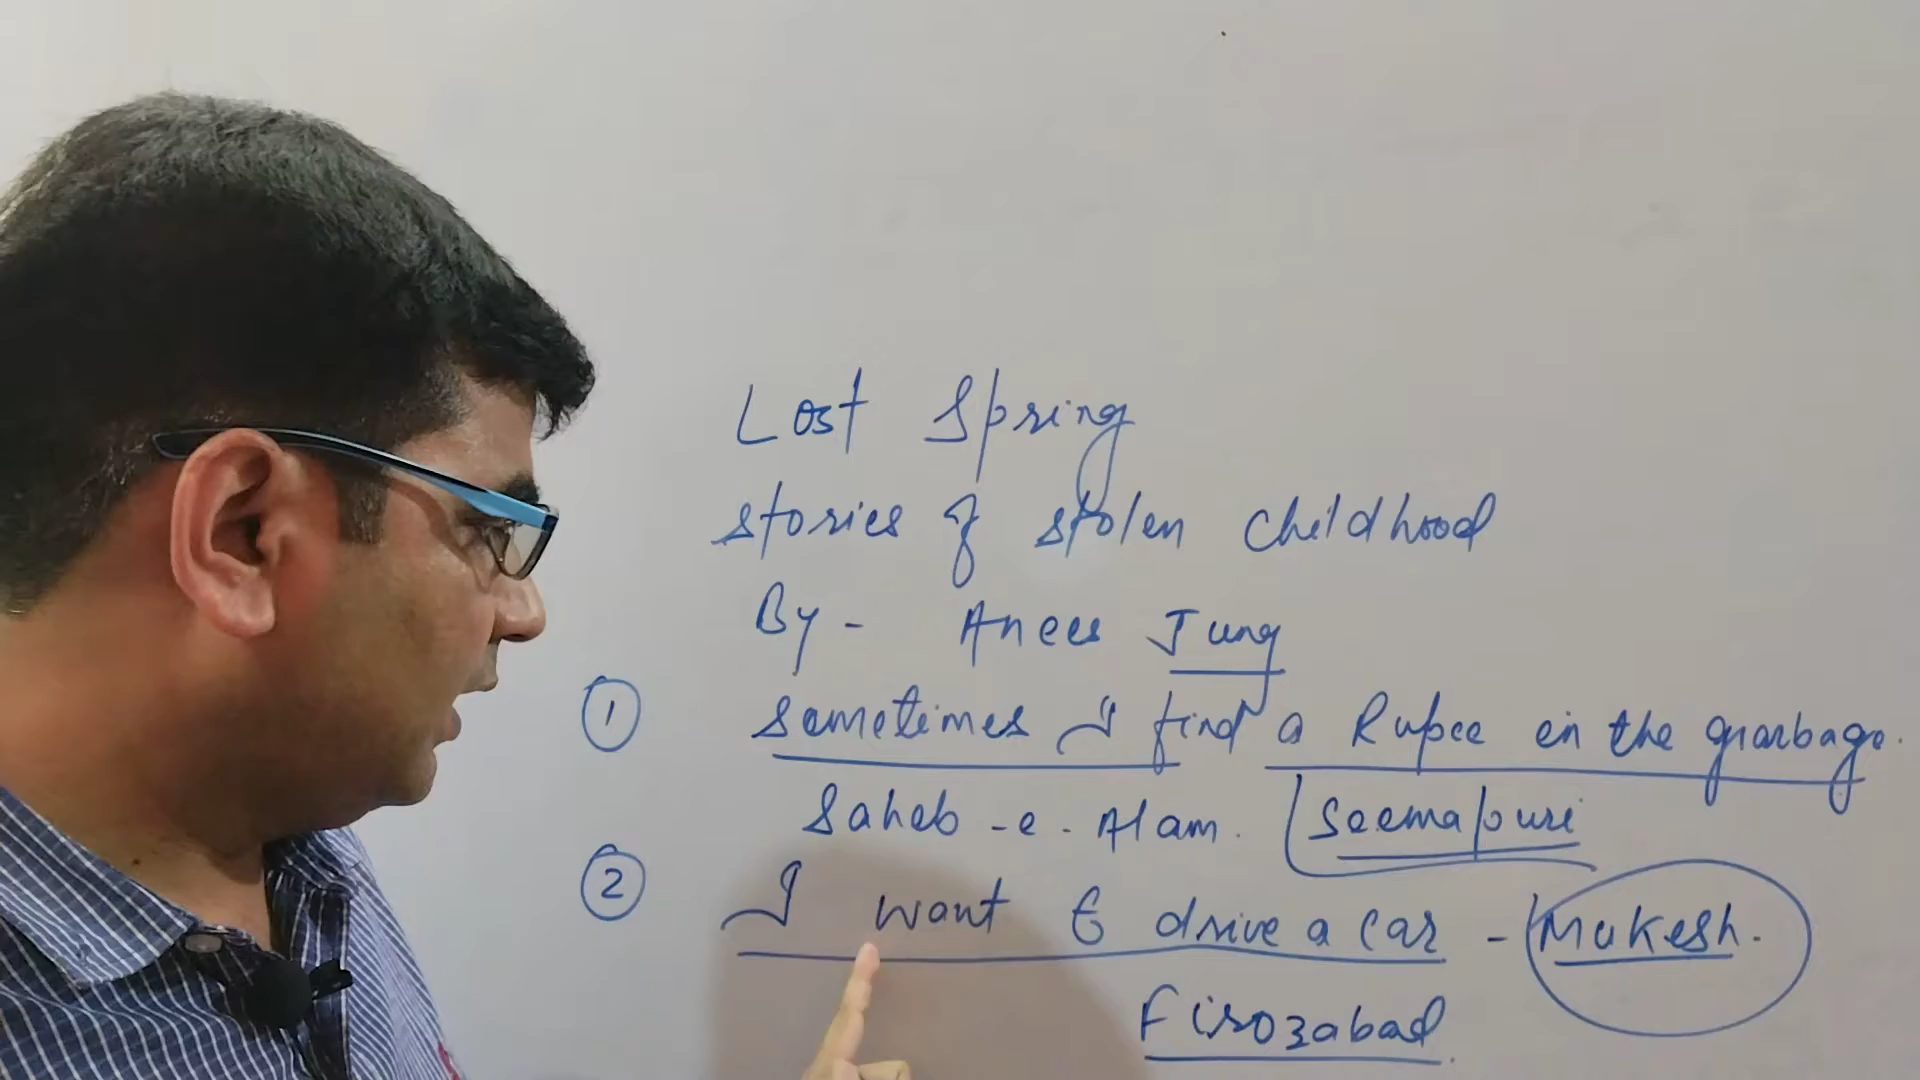 Lost Spring
stories of stolen childhood
By - Anees Jung
1 sometimes I find a Rupee in the garbage.
Saheb - e - Alam. Seemapuri
2 I want to drive a car - Mukesh.
Firozabad.